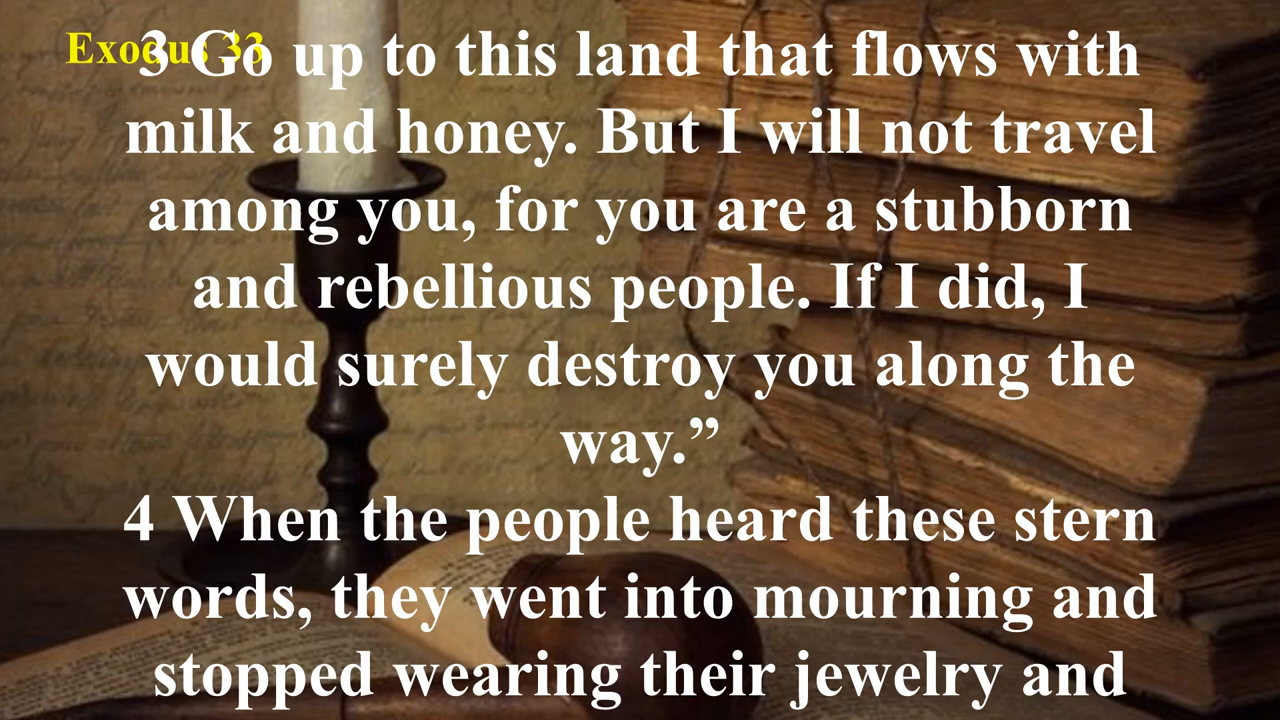 Exodus 33
3 Go up to this land that flows with
milk and honey. But I will not travel
among you, for you are a stubborn
and rebellious people. If I did, I
would surely destroy you along the
way.”
4 When the people heard these stern
words, they went into mourning and
stopped wearing their jewelry and